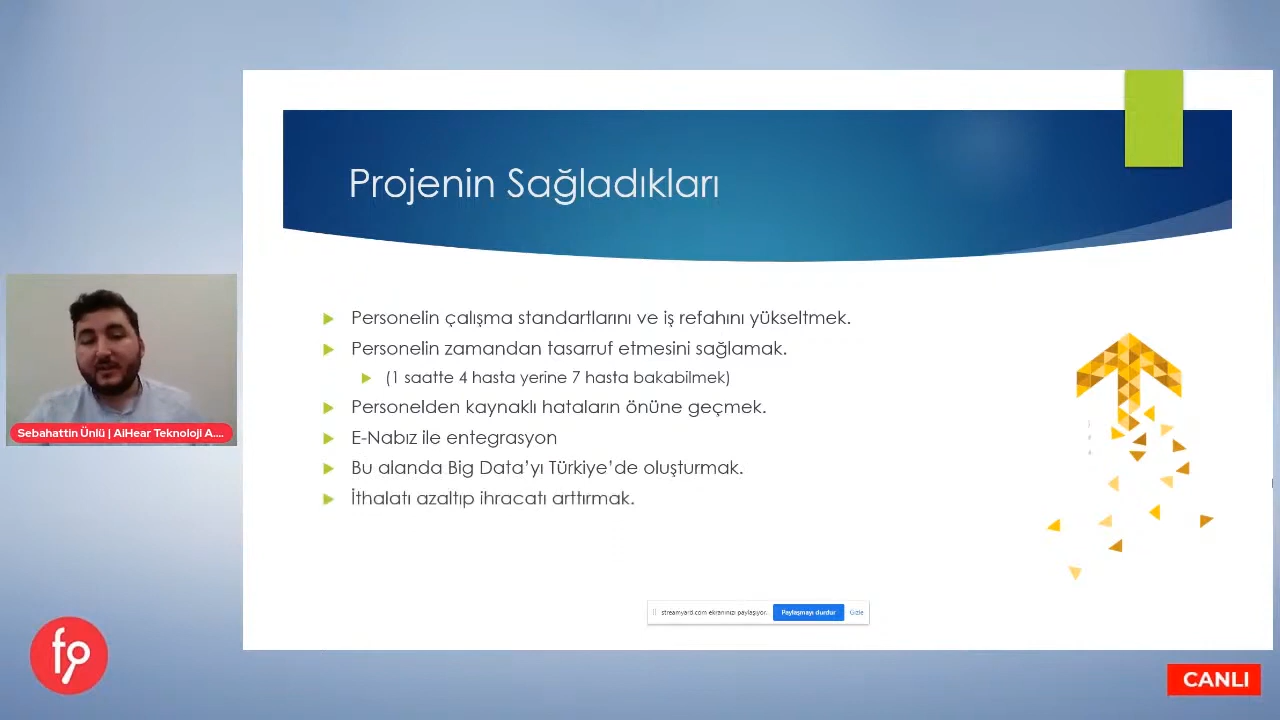 Projenin Sağladıkları
Personelin çalışma standartlarını ve iş refahını yükseltmek.
Personelin zamandan tasarruf etmesini sağlamak.
(1 saatte 4 hasta yerine 7 hasta bakabilmek)
Personelden kaynaklı hataların önüne geçmek.
E-Nabız ile entegrasyon
Bu alanda Big Data’yı Türkiye’de oluşturmak.
İthalatı azaltıp ihracatı arttırmak.
Sebahattin Ünlü | AiHear Teknoloji A....
streamyard.com ekranınızı paylaşıyor.
Paylaşmayı durdur
Gizle
fp
CANLI